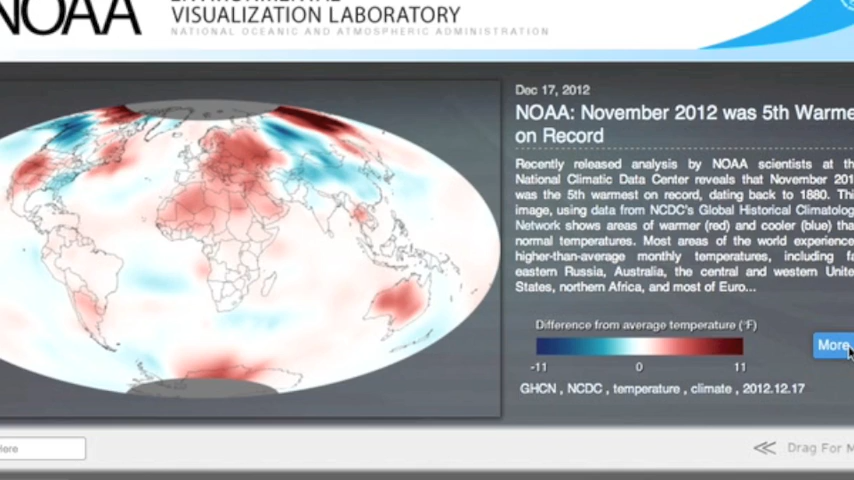 NOAA
ENVIRONMENTAL
VISUALIZATION LABORATORY
NATIONAL OCEANIC AND ATMOSPHERIC ADMINISTRATION
Dec 17, 2012
NOAA: November 2012 was 5th Warme
on Record
Recently released analysis by NOAA scientists at th
National Climatic Data Center reveals that November 201
was the 5th warmest on record, dating back to 1880. Thi
image, using data from NCDC's Global Historical Climatolog
Network shows areas of warmer (red) and cooler (blue) tha
normal temperatures. Most areas of the world experience
higher-than-average monthly temperatures, including fa
eastern Russia, Australia, the central and western Unite
States, northern Africa, and most of Euro...
Difference from average temperature (°F)
-11 0 11
More
GHCN , NCDC , temperature , climate , 2012.12.17
Here
Drag For M